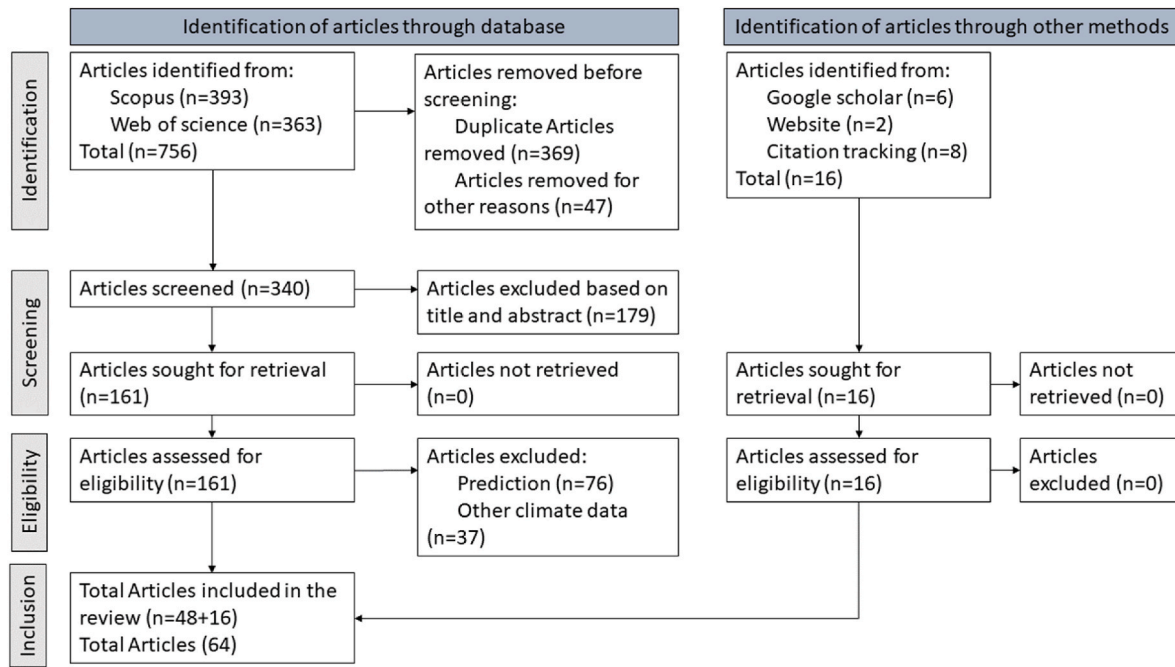 Identification of articles through database
Identification of articles through other methods
Identification
Articles identified from:
Scopus (n=393)
Web of science (n=363)
Total (n=756)
Articles removed before
screening:
Duplicate Articles
removed (n=369)
Articles removed for
other reasons (n=47)
Articles identified from:
Google scholar (n=6)
Website (n=2)
Citation tracking (n=8)
Total (n=16)
Screening
Articles screened (n=340)
Articles excluded based on
title and abstract (n=179)
Articles sought for retrieval
(n=161)
Articles not retrieved
(n=0)
Articles sought for
retrieval (n=16)
Articles not
retrieved (n=0)
Eligibility
Articles assessed for
eligibility (n=161)
Articles excluded:
Prediction (n=76)
Other climate data
(n=37)
Articles assessed for
eligibility (n=16)
Articles
excluded (n=0)
Inclusion
Total Articles included in the
review (n=48+16)
Total Articles (64)